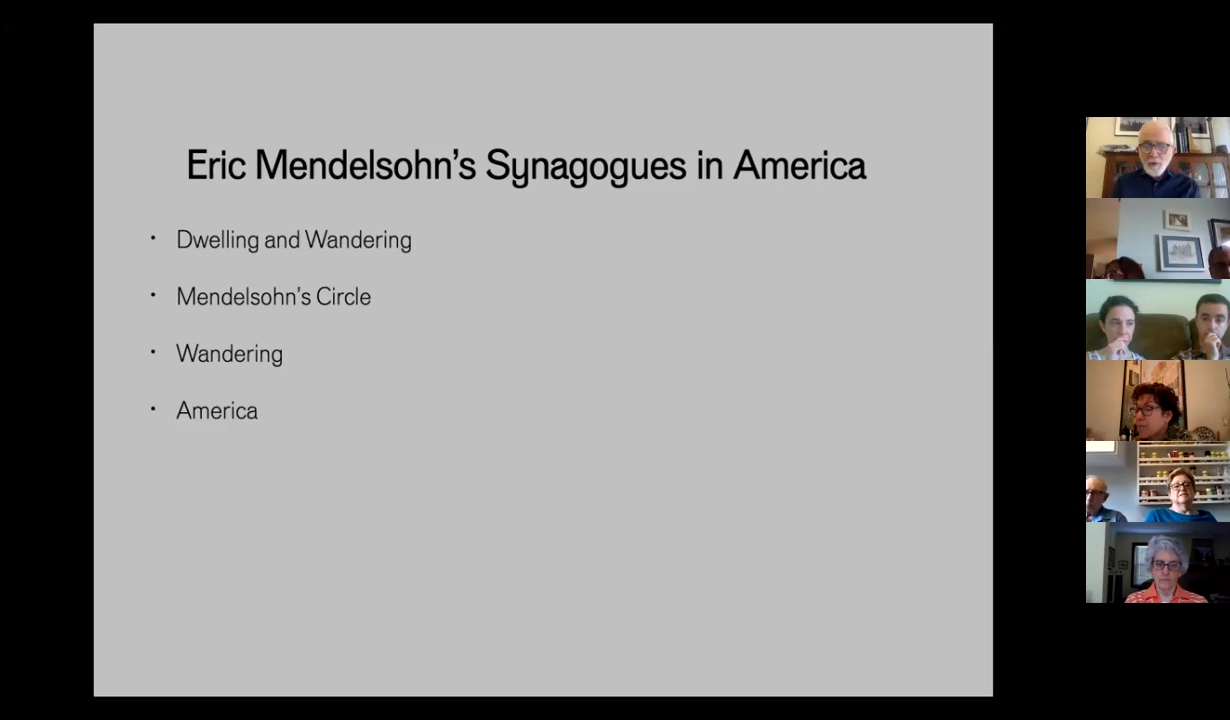 Eric Mendelsohn's Synagogues in America
• Dwelling and Wandering
• Mendelsohn's Circle
• Wandering
• America